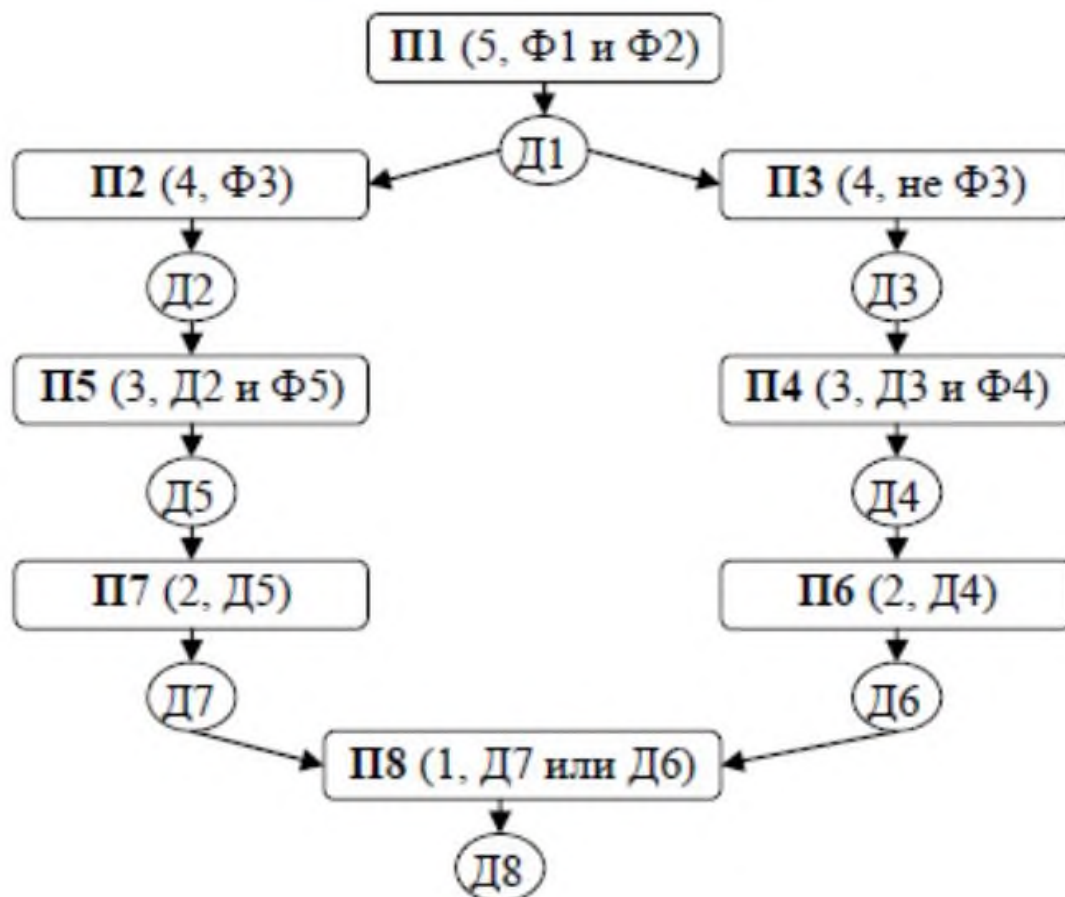 П1 (5, Ф1 и Ф2)
Д1
П2 (4, Ф3)
П3 (4, не Ф3)
Д2
Д3
П5 (3, Д2 и Ф5)
П4 (3, Д3 и Ф4)
Д5
Д4
П7 (2, Д5)
П6 (2, Д4)
Д7
Д6
П8 (1, Д7 или Д6)
Д8